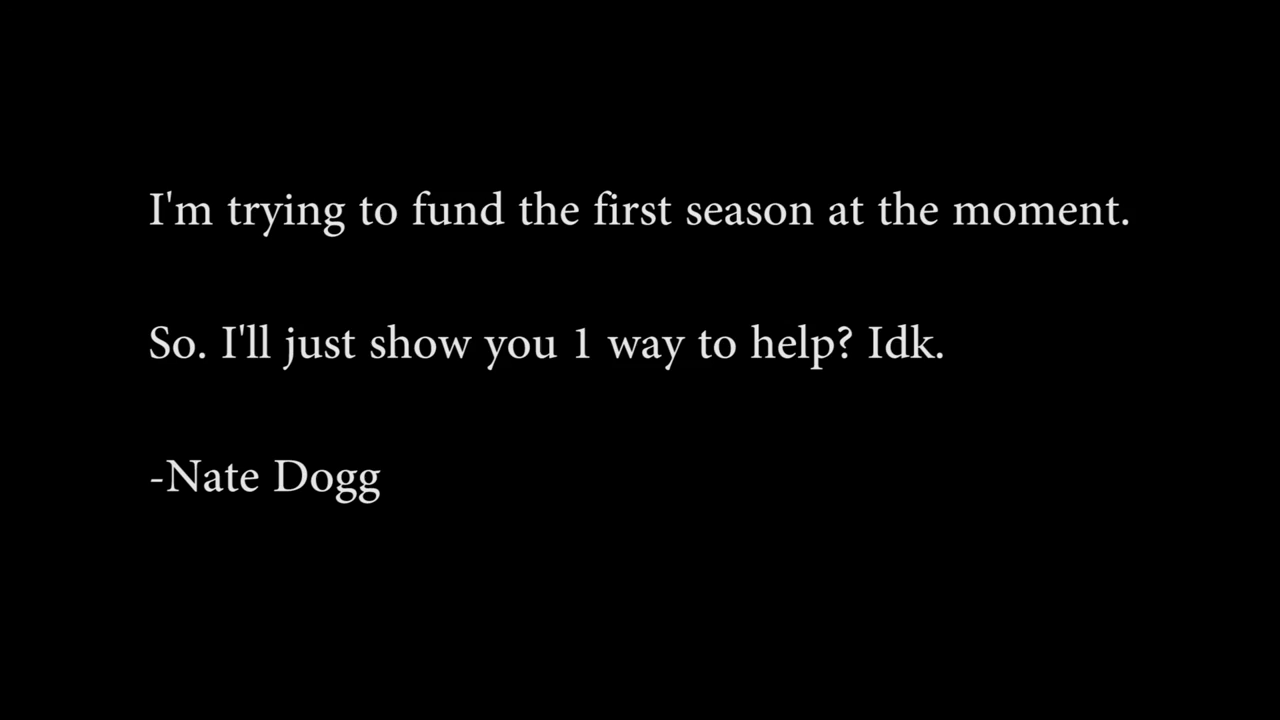 I'm trying to fund the first season at the moment.
So. I'll just show you 1 way to help? Idk.
-Nate Dogg